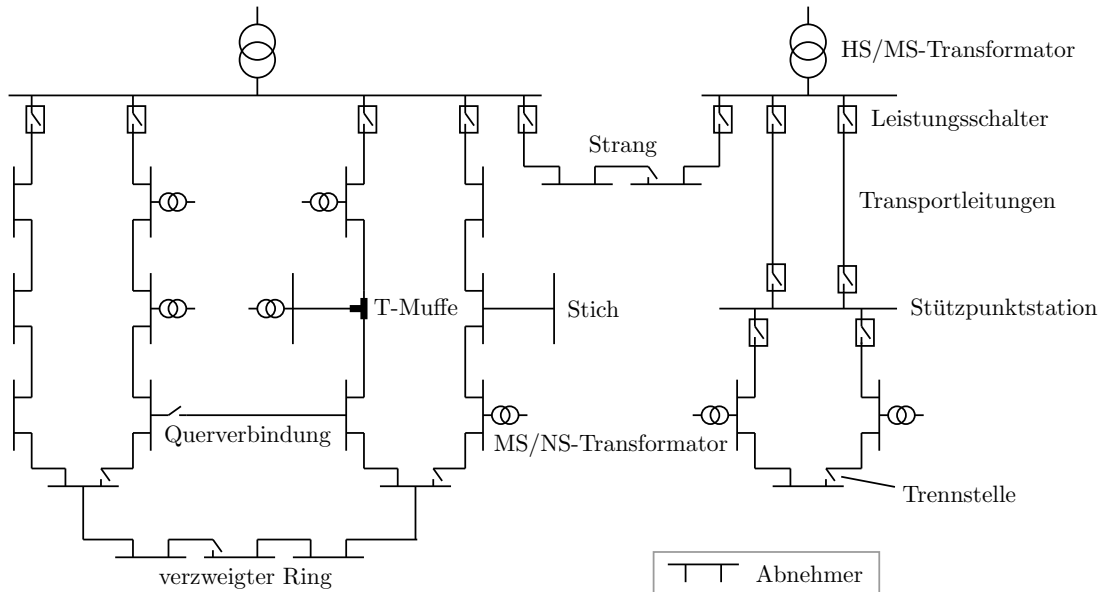 HS/MS-Transformator
Leistungsschalter
Strang
Transportleitungen
T-Muffe
Stich
Stützpunktstation
Querverbindung
MS/NS-Transformator
Trennstelle
verzweigter Ring
Abnehmer